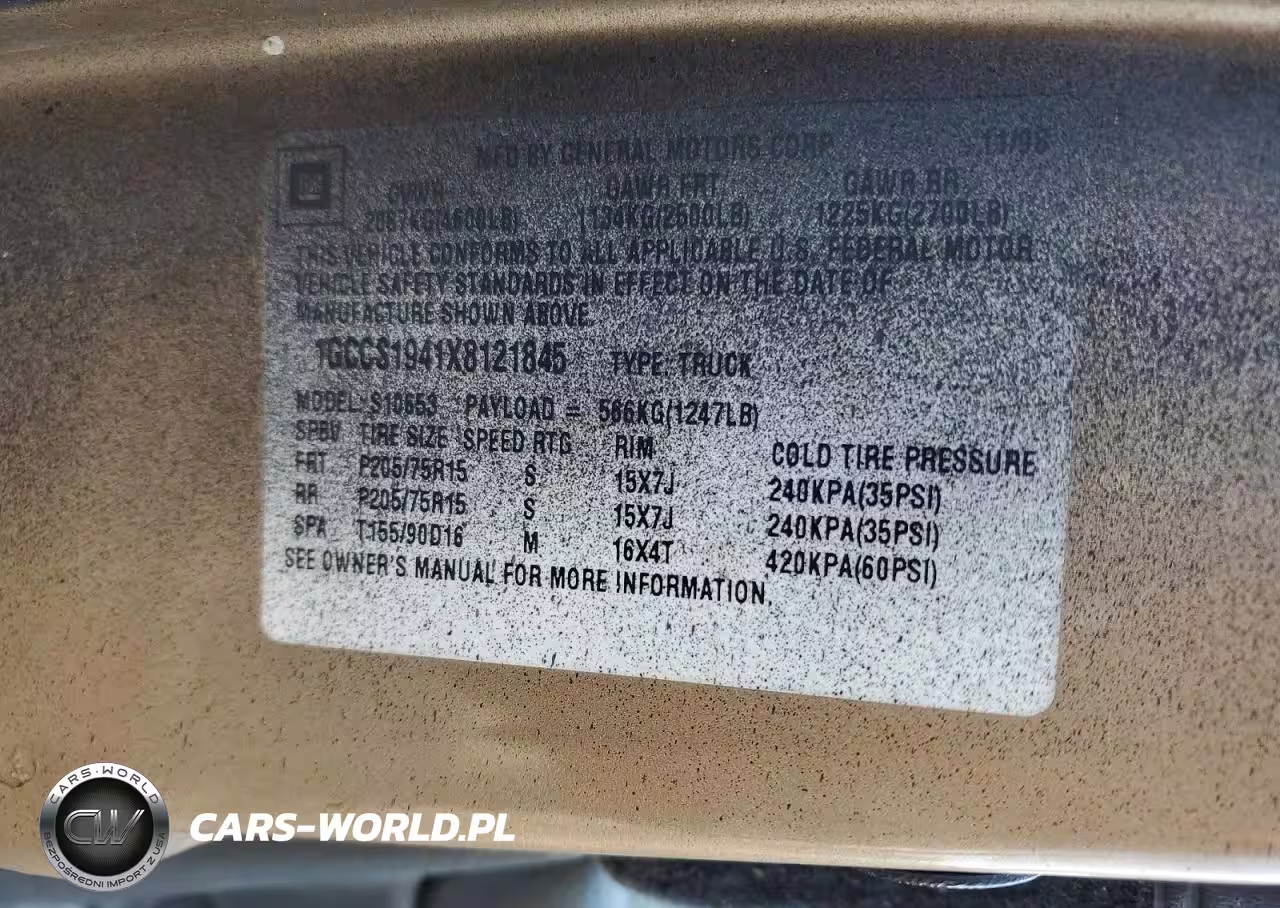 MFD BY GENERAL MOTORS CORP 11/98
GVWR GAWR FRT GAWR RR
2087KG(4600LB) 1134KG(2500LB) 1225KG(2700LB)
THIS VEHICLE CONFORMS TO ALL APPLICABLE U.S. FEDERAL MOTOR
VEHICLE SAFETY STANDARDS IN EFFECT ON THE DATE OF
MANUFACTURE SHOWN ABOVE.
1GCCS1941X8121845 TYPE: TRUCK
MODEL: S10653 PAYLOAD = 566KG(1247LB)
TIRE SIZE SPEED RTG RIM COLD TIRE PRESSURE
FRT P205/75R15 S 15X7J 240KPA(35PSI)
RR P205/75R15 S 15X7J 240KPA(35PSI)
SPA T155/90D16 M 16X4T 420KPA(60PSI)
SEE OWNER'S MANUAL FOR MORE INFORMATION.
CARS-WORLD
CW
BEZPOŚREDNI IMPORT Z USA
CARS-WORLD.PL